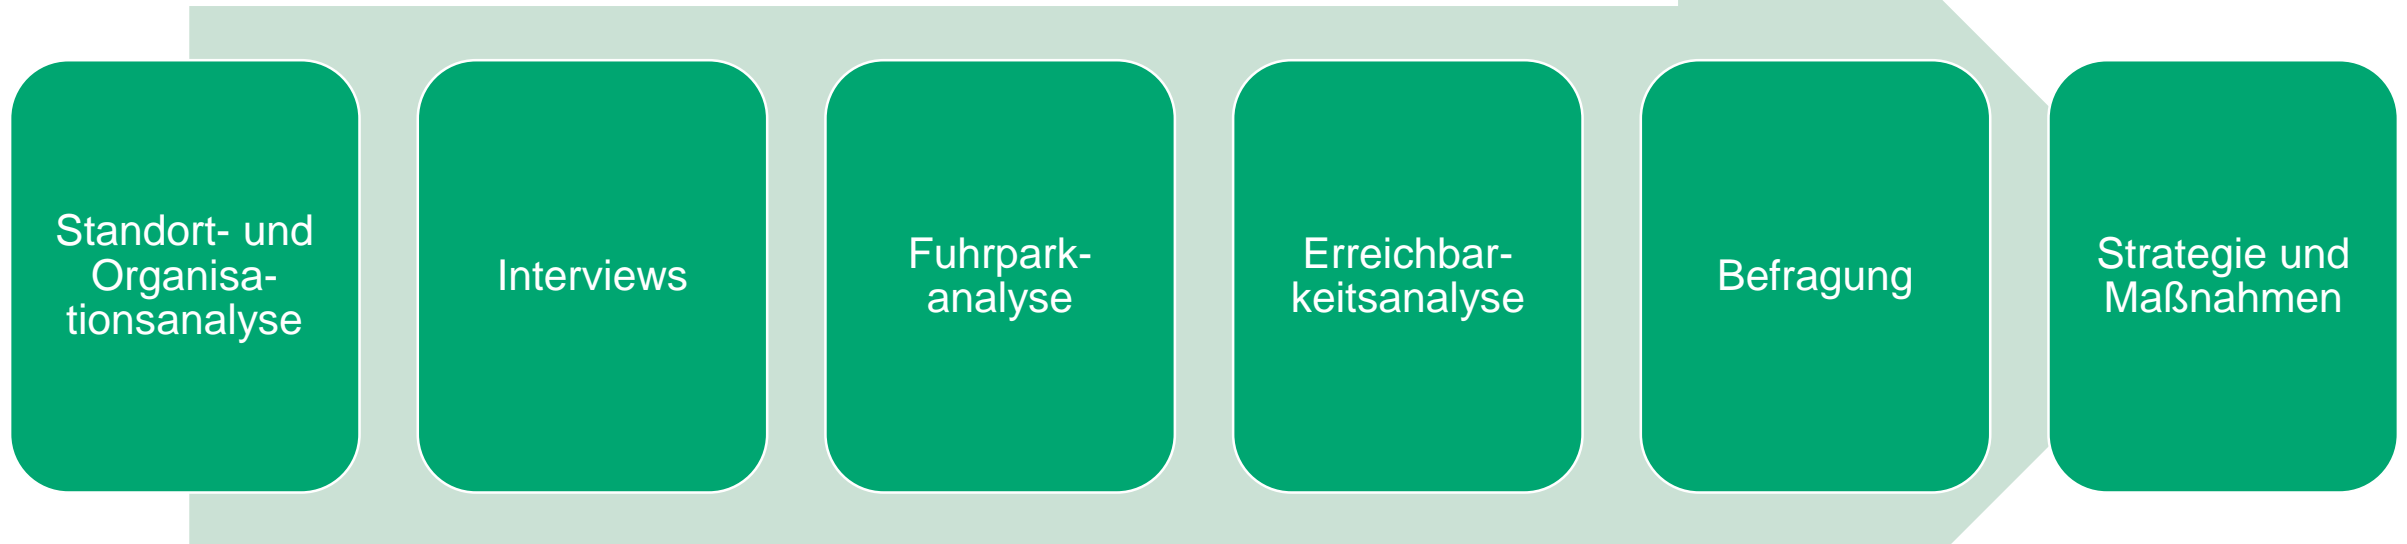 Standort- und
Organisa-
tionsanalyse
Interviews
Fuhrpark-
analyse
Erreichbar-
keitsanalyse
Befragung
Strategie und
Maßnahmen